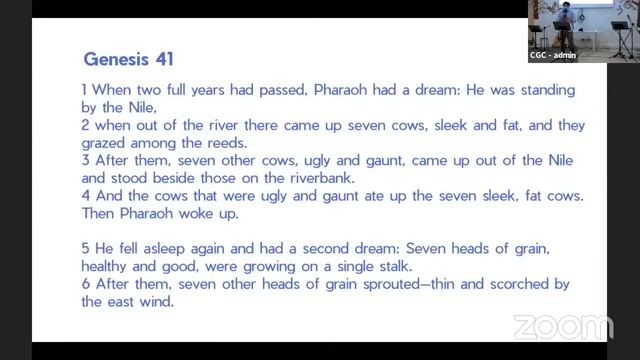 Genesis 41
1 When two full years had passed, Pharaoh had a dream: He was standing
by the Nile,
2 when out of the river there came up seven cows, sleek and fat, and they
grazed among the reeds.
3 After them, seven other cows, ugly and gaunt, came up out of the Nile
and stood beside those on the riverbank.
4 And the cows that were ugly and gaunt ate up the seven sleek, fat cows.
Then Pharaoh woke up.
5 He fell asleep again and had a second dream: Seven heads of grain,
healthy and good, were growing on a single stalk.
6 After them, seven other heads of grain sprouted—thin and scorched by
the east wind.
CGC - admin
zoom